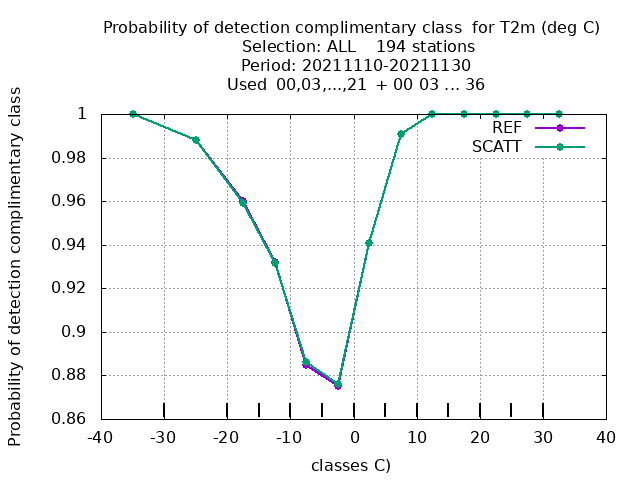 Probability of detection complimentary class for T2m (deg C)
Selection: ALL 194 stations
Period: 20211110-20211130
Used 00,03,...,21 + 00 03 ... 36
Probability of detection complimentary class
1
0.98
0.96
0.94
0.92
0.9
0.88
0.86
REF
SCATT
-40 -30 -20 -10 0 10 20 30 40
classes C)